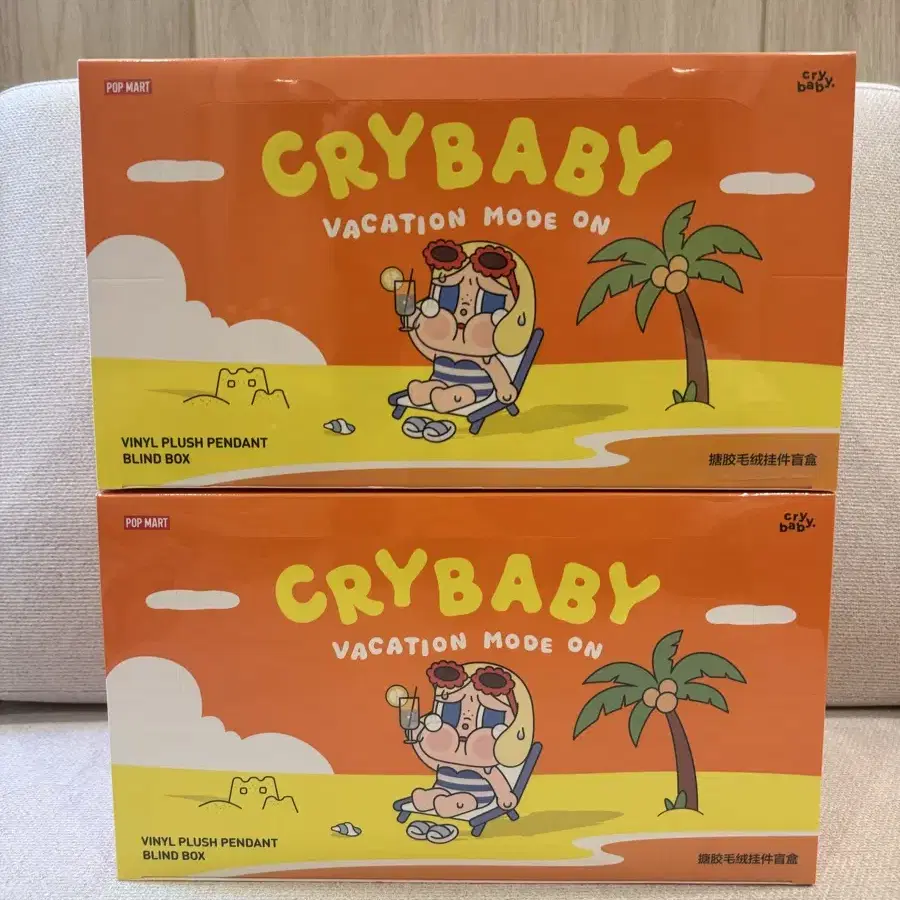 POP MART
cry
baby.
CRYBABY
VACATION MODE ON
VINYL PLUSH PENDANT
BLIND BOX
搪胶毛绒挂件盲盒
POP MART
cry
baby.
CRYBABY
VACATION MODE ON
VINYL PLUSH PENDANT
BLIND BOX
搪胶毛绒挂件盲盒